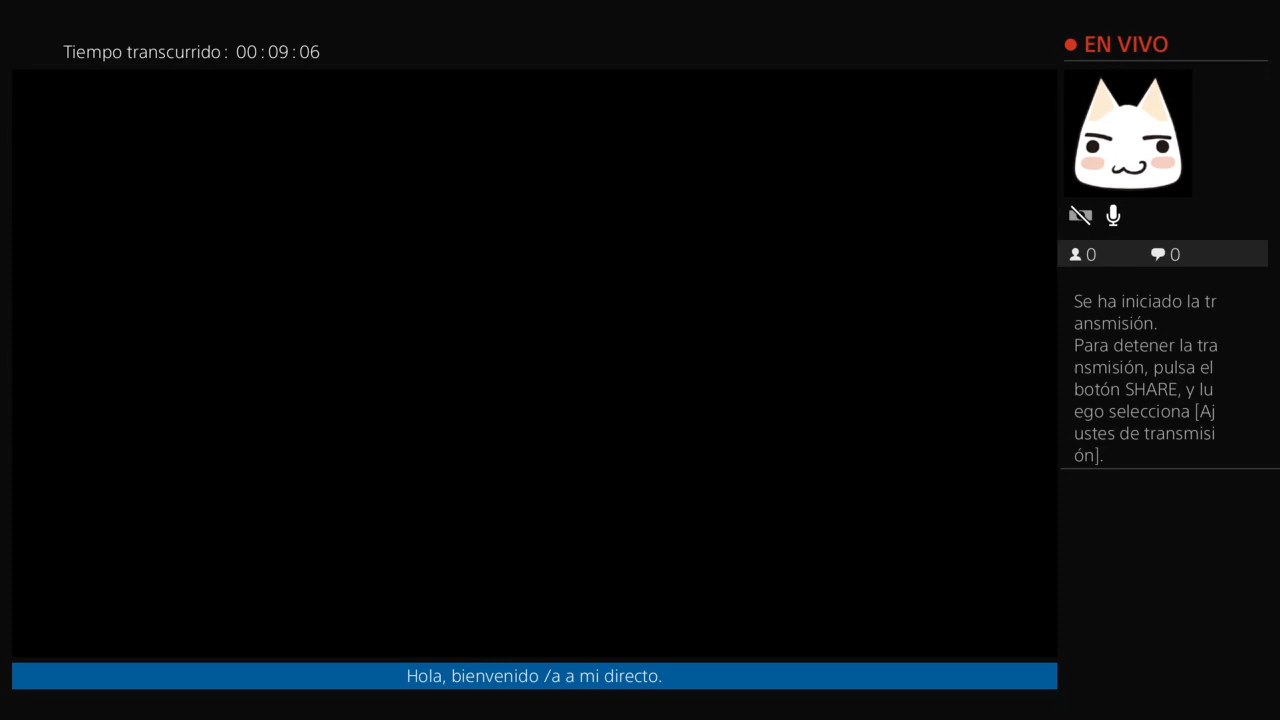 Tiempo transcurrido : 00 : 09 : 06
EN VIVO
0 0
Se ha iniciado la tr
ansmisión.
Para detener la tra
nsmisión, pulsa el
botón SHARE, y lu
ego selecciona [Aj
ustes de transmisi
ón].
Hola, bienvenido /a a mi directo.